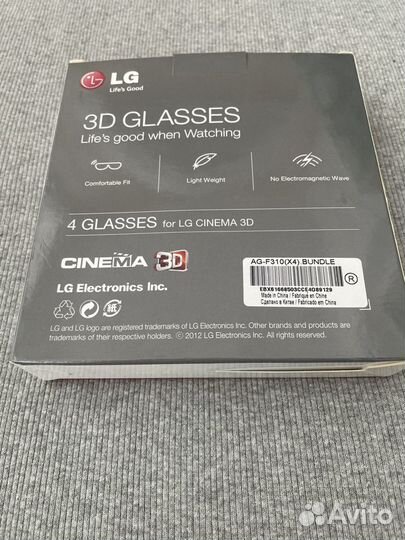 LG
Life's Good
3D GLASSES
Life's good when Watching
Comfortable Fit
Light Weight
No Electromagnetic Wave
4 GLASSES for LG CINEMA 3D
CINEMA 3D
LG Electronics Inc.
AG-F310(X4).BUNDLE
EBX61668503CCE4D89129
Made in China / Fabriqué en Chine
Сделано в Китае / Fabricado en China
®
紙
LG and LG logo are registered trademarks of LG Electronics Inc. Other brands and products are
trademarks of their respective holders. ⓒ 2012 LG Electronics Inc. All rights reserved.
Avito